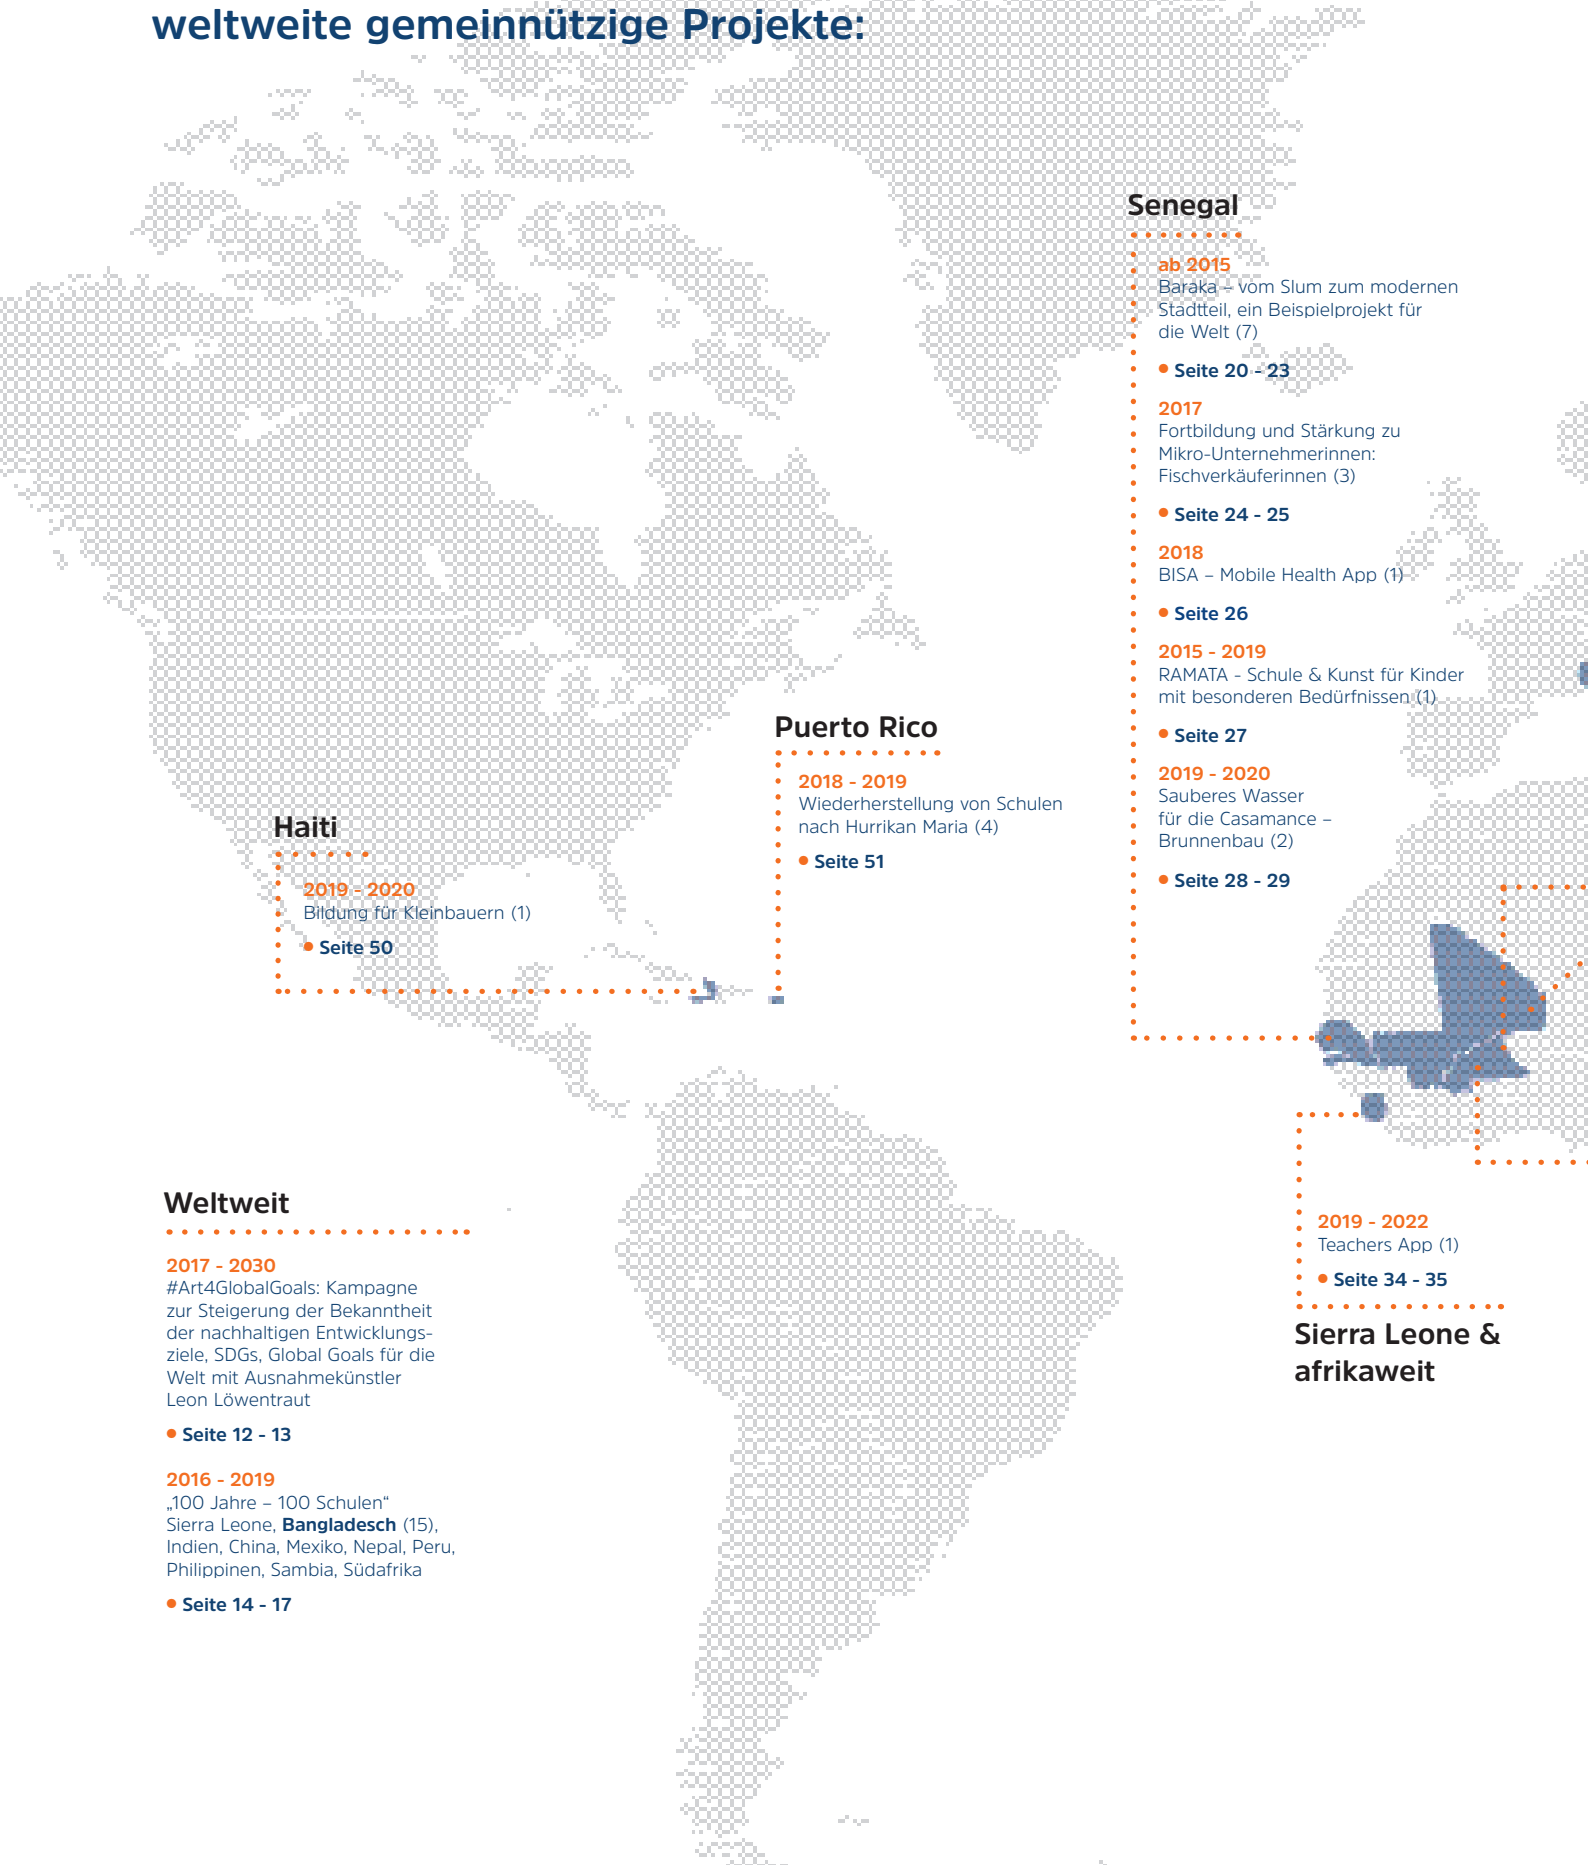 weltweite gemeinnützige Projekte:
Senegal
ab 2015
Baraka – vom Slum zum modernen
Stadtteil, ein Beispielprojekt für
die Welt (7)
Seite 20 - 23
2017
Fortbildung und Stärkung zu
Mikro-Unternehmerinnen:
Fischverkäuferinnen (3)
Seite 24 - 25
2018
BISA – Mobile Health App (1)
Seite 26
2015 - 2019
RAMATA - Schule & Kunst für Kinder
mit besonderen Bedürfnissen (1)
Seite 27
2019 - 2020
Sauberes Wasser
für die Casamance –
Brunnenbau (2)
Seite 28 - 29
Puerto Rico
2018 - 2019
Wiederherstellung von Schulen
nach Hurrikan Maria (4)
Seite 51
Haiti
2019 - 2020
Bildung für Kleinbauern (1)
Seite 50
Weltweit
2017 - 2030
#Art4GlobalGoals: Kampagne
zur Steigerung der Bekanntheit
der nachhaltigen Entwicklungs-
ziele, SDGs, Global Goals für die
Welt mit Ausnahmekünstler
Leon Löwentraut
Seite 12 - 13
2016 - 2019
„100 Jahre – 100 Schulen“
Sierra Leone, Bangladesch (15),
Indien, China, Mexiko, Nepal, Peru,
Philippinen, Sambia, Südafrika
Seite 14 - 17
2019 - 2022
Teachers App (1)
Seite 34 - 35
Sierra Leone &
afrikaweit